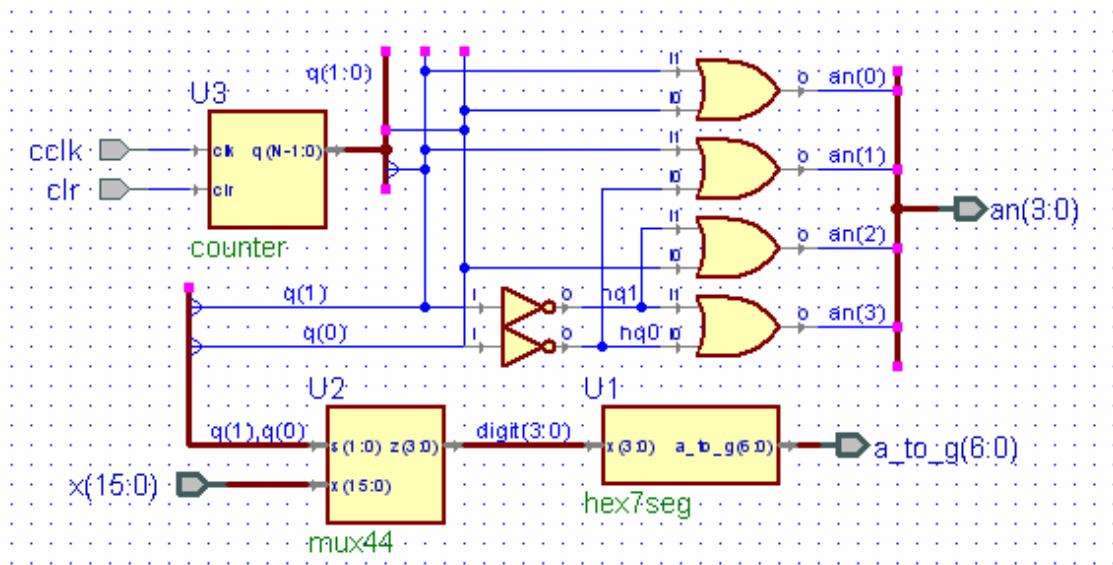 q(1:0)
I1
I0
o
an(0)
U3
cclk
clk
q(N-1:0)
clr
clr
counter
I1
I0
o
an(1)
an(3:0)
I1
I0
o
an(2)
q(1)
I
o
hq1
I1
o
an(3)
q(0)
I
o
hq0
I0
U2
U1
q(1),q(0)
s(1:0)
z(3:0)
digit(3:0)
x(3:0)
a_to_g(6:0)
a_to_g(6:0)
x(15:0)
x(15:0)
hex7seg
mux44